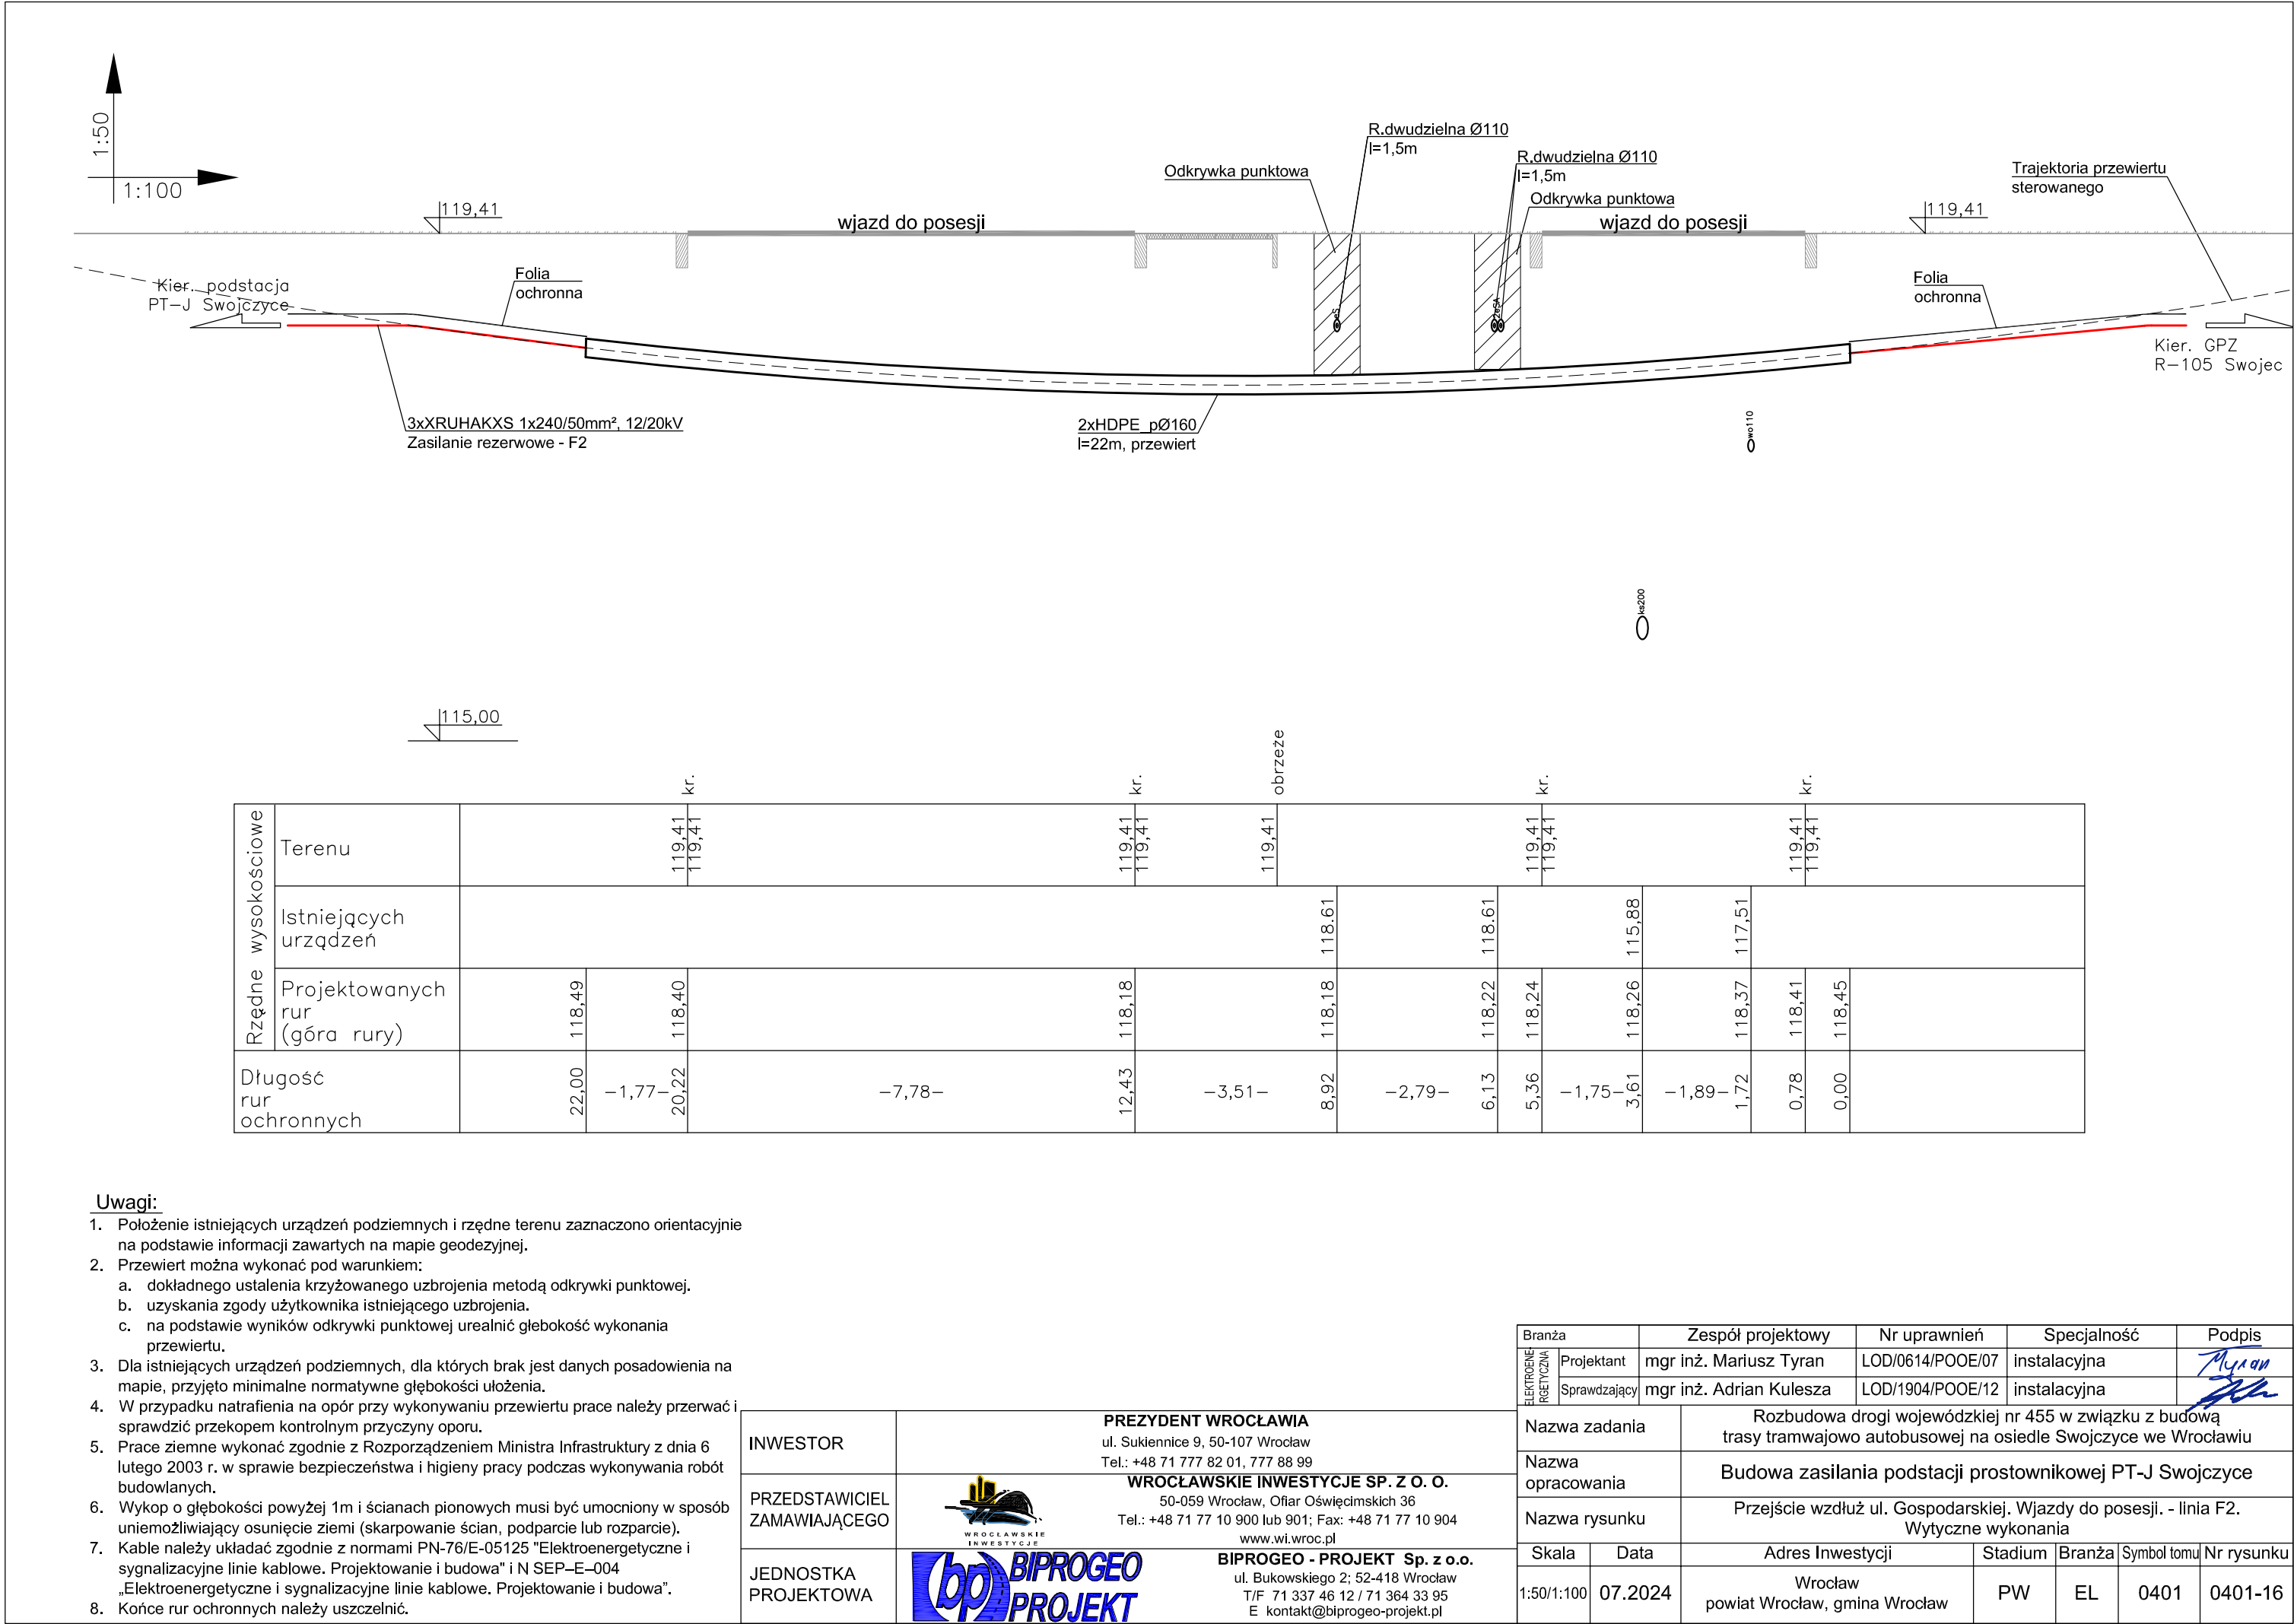 1:50
1:100
119,41
wjazd do posesji
Odkrywka punktowa
R.dwudzielna Ø110
l=1,5m
R.dwudzielna Ø110
l=1,5m
Odkrywka punktowa
wjazd do posesji
Trajektoria przewiertu
sterowanego
119,41
Kier. podstacja
PT-J Swojczyce
Folia
ochronna
eS
2eSA
Folia
ochronna
Kier. GPZ
R-105 Swojec
3xXRUHAKXS 1x240/50mm², 12/20kV
Zasilanie rezerwowe - F2
2xHDPE_pØ160
l=22m, przewiert
wo110
ks200
115,00
kr.
kr.
obrzeże
kr.
kr.
Rzędne wysokościowe
Terenu
119,41
119,41
119,41
119,41
119,41
119,41
119,41
119,41
119,41
Istniejących
urządzeń
118.61
118.61
115,88
117,51
Projektowanych
rur
(góra rury)
118,49
118,40
118,18
118,18
118,22
118,24
118,26
118,37
118,41
118,45
Długość
rur
ochronnych
22,00
-1,77-
20,22
-7,78-
12,43
-3,51-
8,92
-2,79-
6,13
5,36
-1,75-
3,61
-1,89-
1,72
0,78
0,00
Uwagi:
1. Położenie istniejących urządzeń podziemnych i rzędne terenu zaznaczono orientacyjnie
na podstawie informacji zawartych na mapie geodezyjnej.
2. Przewiert można wykonać pod warunkiem:
a. dokładnego ustalenia krzyżowanego uzbrojenia metodą odkrywki punktowej.
b. uzyskania zgody użytkownika istniejącego uzbrojenia.
c. na podstawie wyników odkrywki punktowej urealnić głebokość wykonania
przewiertu.
3. Dla istniejących urządzeń podziemnych, dla których brak jest danych posadowienia na
mapie, przyjęto minimalne normatywne głębokości ułożenia.
4. W przypadku natrafienia na opór przy wykonywaniu przewiertu prace należy przerwać i
sprawdzić przekopem kontrolnym przyczyny oporu.
5. Prace ziemne wykonać zgodnie z Rozporządzeniem Ministra Infrastruktury z dnia 6
lutego 2003 r. w sprawie bezpieczeństwa i higieny pracy podczas wykonywania robót
budowlanych.
6. Wykop o głębokości powyżej 1m i ścianach pionowych musi być umocniony w sposób
uniemożliwiający osunięcie ziemi (skarpowanie ścian, podparcie lub rozparcie).
7. Kable należy układać zgodnie z normami PN-76/E-05125 "Elektroenergetyczne i
sygnalizacyjne linie kablowe. Projektowanie i budowa" i N SEP–E–004
„Elektroenergetyczne i sygnalizacyjne linie kablowe. Projektowanie i budowa”.
8. Końce rur ochronnych należy uszczelnić.
INWESTOR
PREZYDENT WROCŁAWIA
ul. Sukiennice 9, 50-107 Wrocław
Tel.: +48 71 777 82 01, 777 88 99
PRZEDSTAWICIEL
ZAMAWIAJĄCEGO
WROCŁAWSKIE
INWESTYCJE
WROCŁAWSKIE INWESTYCJE SP. Z O. O.
50-059 Wrocław, Ofiar Oświęcimskich 36
Tel.: +48 71 77 10 900 lub 901; Fax: +48 71 77 10 904
www.wi.wroc.pl
JEDNOSTKA
PROJEKTOWA
bp BIPROGEO
PROJEKT
BIPROGEO - PROJEKT Sp. z o.o.
ul. Bukowskiego 2; 52-418 Wrocław
T/F 71 337 46 12 / 71 364 33 95
E kontakt@biprogeo-projekt.pl
Branża
Zespół projektowy
Nr uprawnień
Specjalność
Podpis
ELEKTROENE-
RGETYCZNA
Projektant
mgr inż. Mariusz Tyran
LOD/0614/POOE/07
instalacyjna
Tyran
Sprawdzający
mgr inż. Adrian Kulesza
LOD/1904/POOE/12
instalacyjna
Nazwa zadania
Rozbudowa drogi wojewódzkiej nr 455 w związku z budową
trasy tramwajowo autobusowej na osiedle Swojczyce we Wrocławiu
Nazwa
opracowania
Budowa zasilania podstacji prostownikowej PT-J Swojczyce
Nazwa rysunku
Przejście wzdłuż ul. Gospodarskiej. Wjazdy do posesji. - linia F2.
Wytyczne wykonania
Skala
Data
Adres Inwestycji
Stadium
Branża
Symbol tomu
Nr rysunku
1:50/1:100
07.2024
Wrocław
powiat Wrocław, gmina Wrocław
PW
EL
0401
0401-16